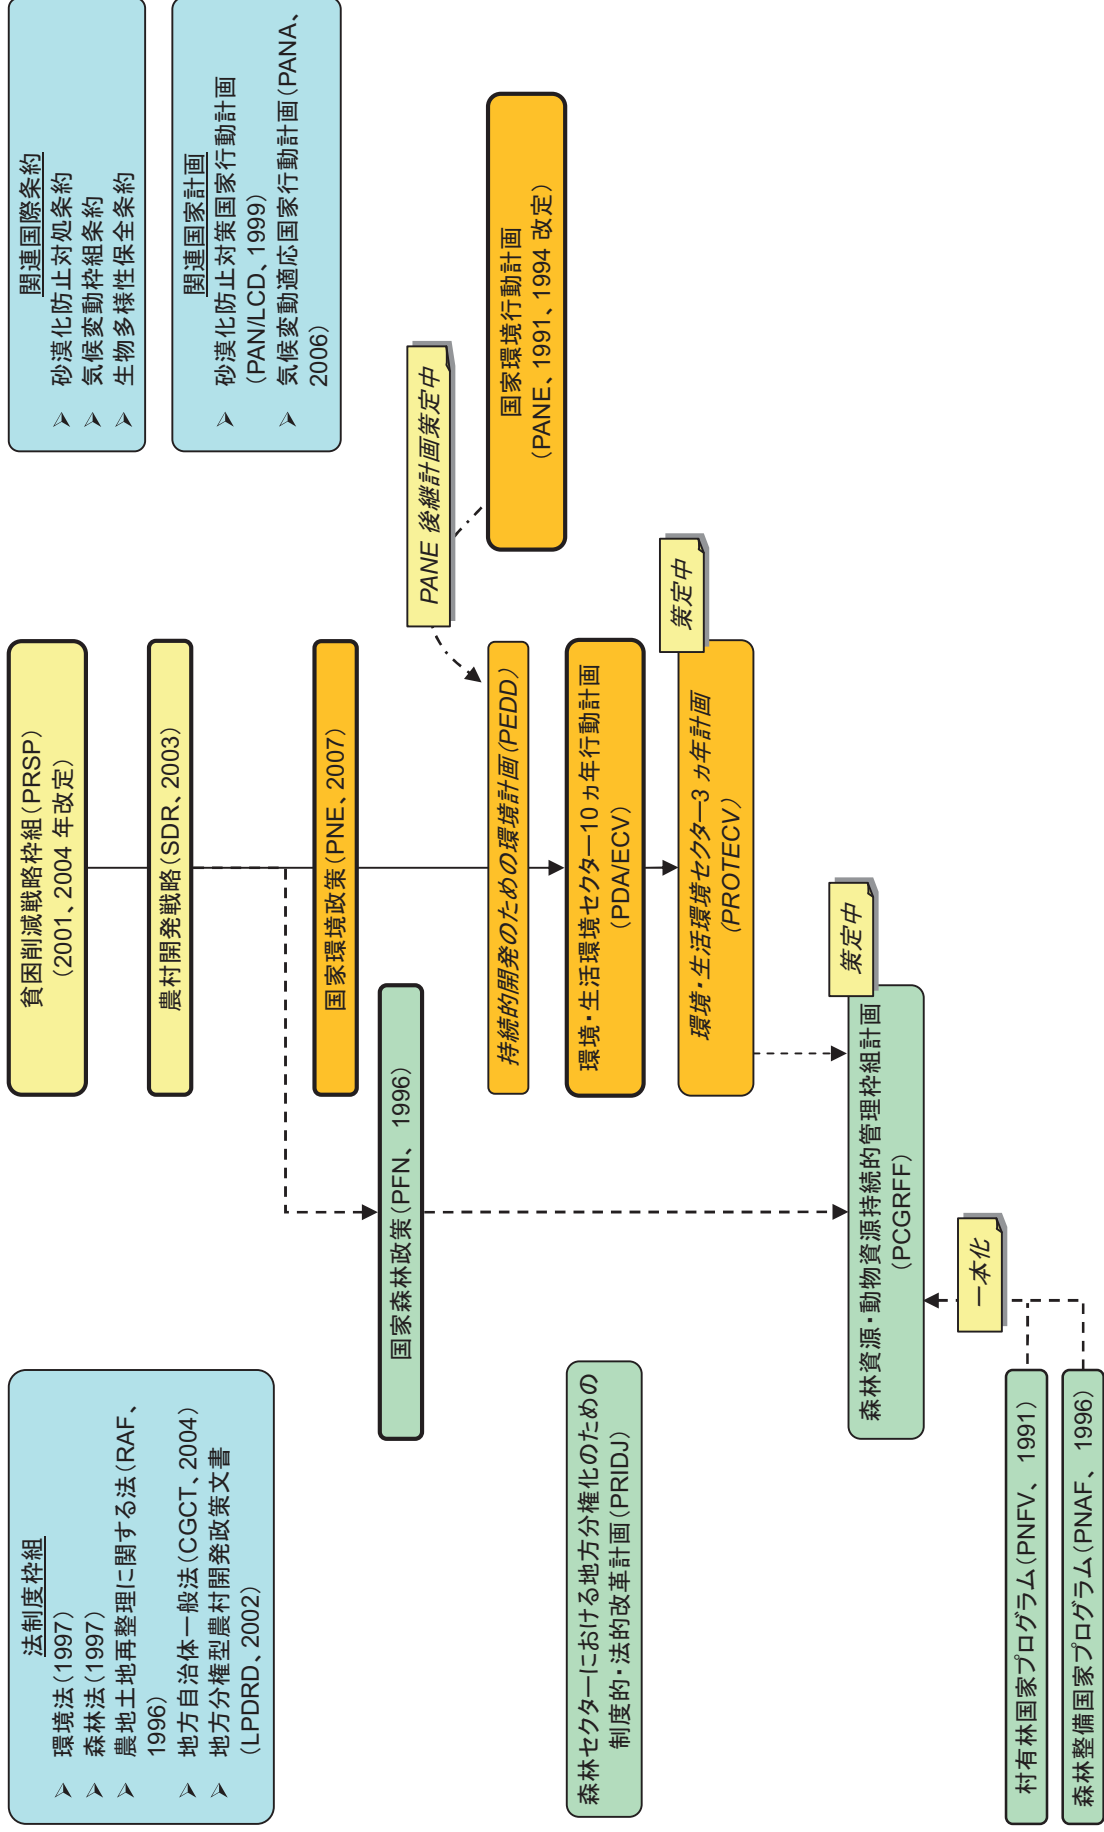 法制度枠組
➢ 環境法(1997)
➢ 森林法(1997)
➢ 農地土地再整理に関する法(RAF、
1996)
➢ 地方自治体一般法(CGCT、2004)
➢ 地方分権型農村開発政策文書
(LPDRD、2002)
貧困削減戦略枠組(PRSP)
(2001、2004 年改定)
農村開発戦略(SDR、2003)
関連国際条約
➢ 砂漠化防止対処条約
➢ 気候変動枠組条約
➢ 生物多様性保全条約
関連国家計画
➢ 砂漠化防止対策国家行動計画
(PAN/LCD、1999)
➢ 気候変動適応国家行動計画(PANA、
2006)
国家環境政策(PNE、2007)
国家森林政策(PFN、 1996)
PANE 後継計画策定中
持続的開発のための環境計画(PEDD)
国家環境行動計画
(PANE、1991、1994 改定)
森林セクターにおける地方分権化のための
制度的・法的改革計画(PRIDJ)
環境・生活環境セクター10 ヵ年行動計画
(PDA/ECV)
策定中
環境・生活環境セクター3 ヵ年計画
(PROTECV)
策定中
森林資源・動物資源持続的管理枠組計画
(PCGRFF)
一本化
村有林国家プログラム(PNFV、 1991)
森林整備国家プログラム(PNAF、 1996)